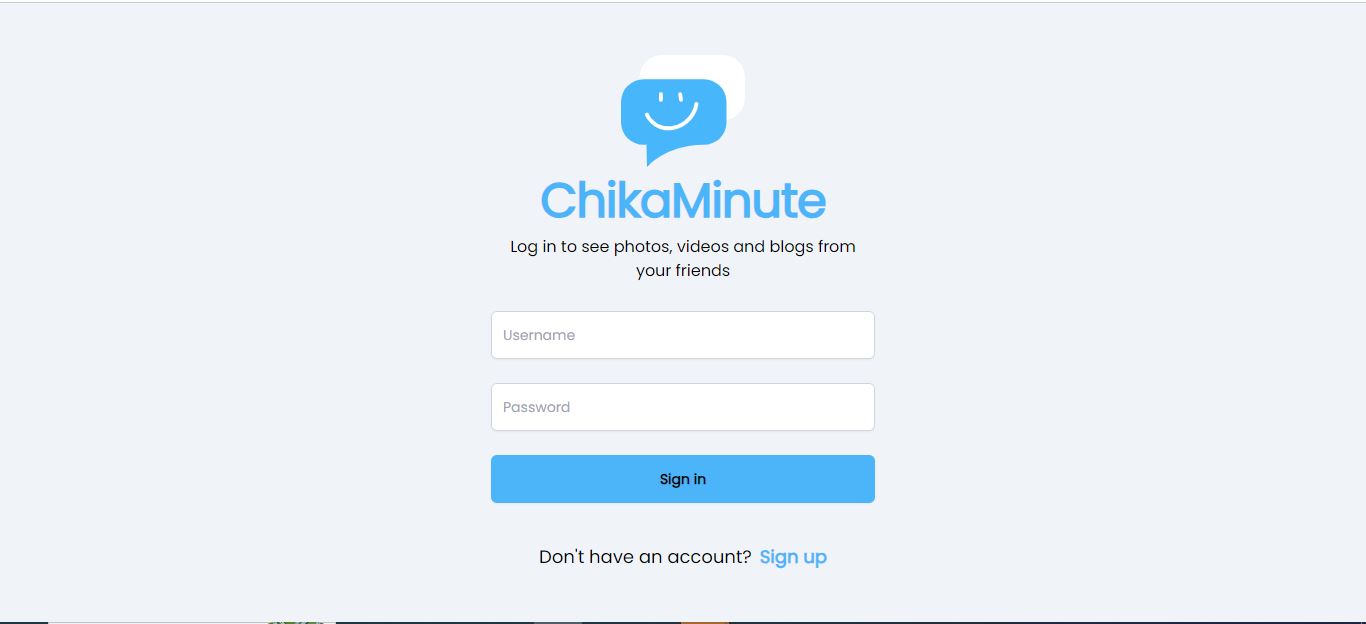 ChikaMinute
Log in to see photos, videos and blogs from
your friends
Username
Password
Sign in
Don't have an account? Sign up